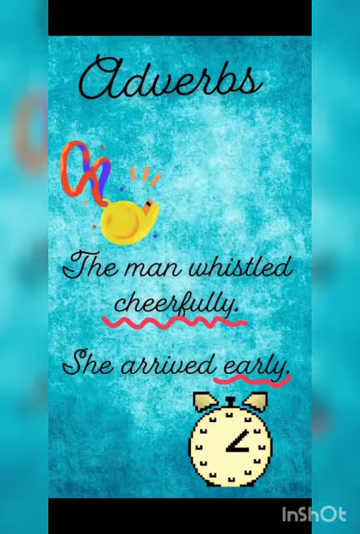 Adverbs
The man whistled
cheerfully.
She arrived early.
InShOt